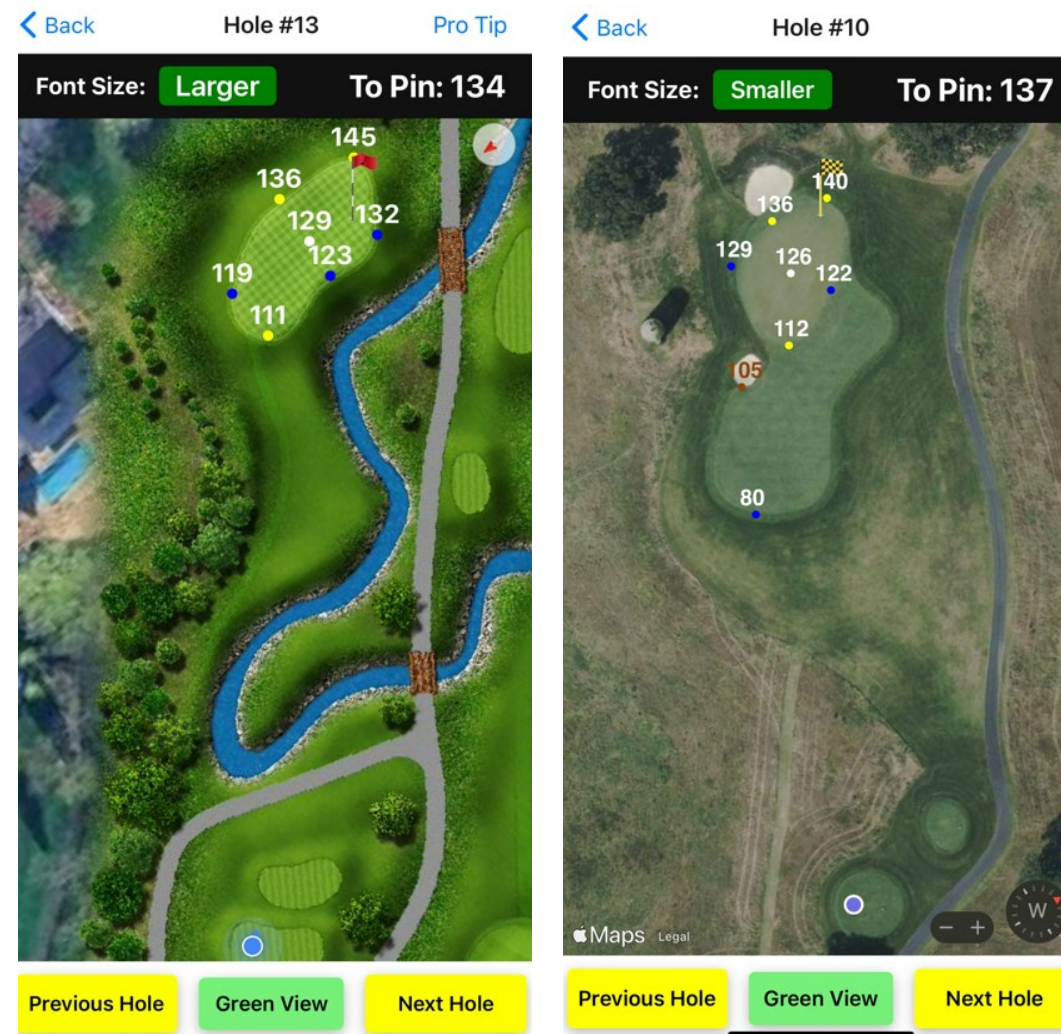 Back
Hole #13
Pro Tip
Font Size:
Larger
To Pin: 134
145
136
132
129
123
119
111
Previous Hole
Green View
Next Hole
Back
Hole #10
Font Size:
Smaller
To Pin: 137
140
136
129
126
122
112
105
80
Maps Legal
W
Previous Hole
Green View
Next Hole